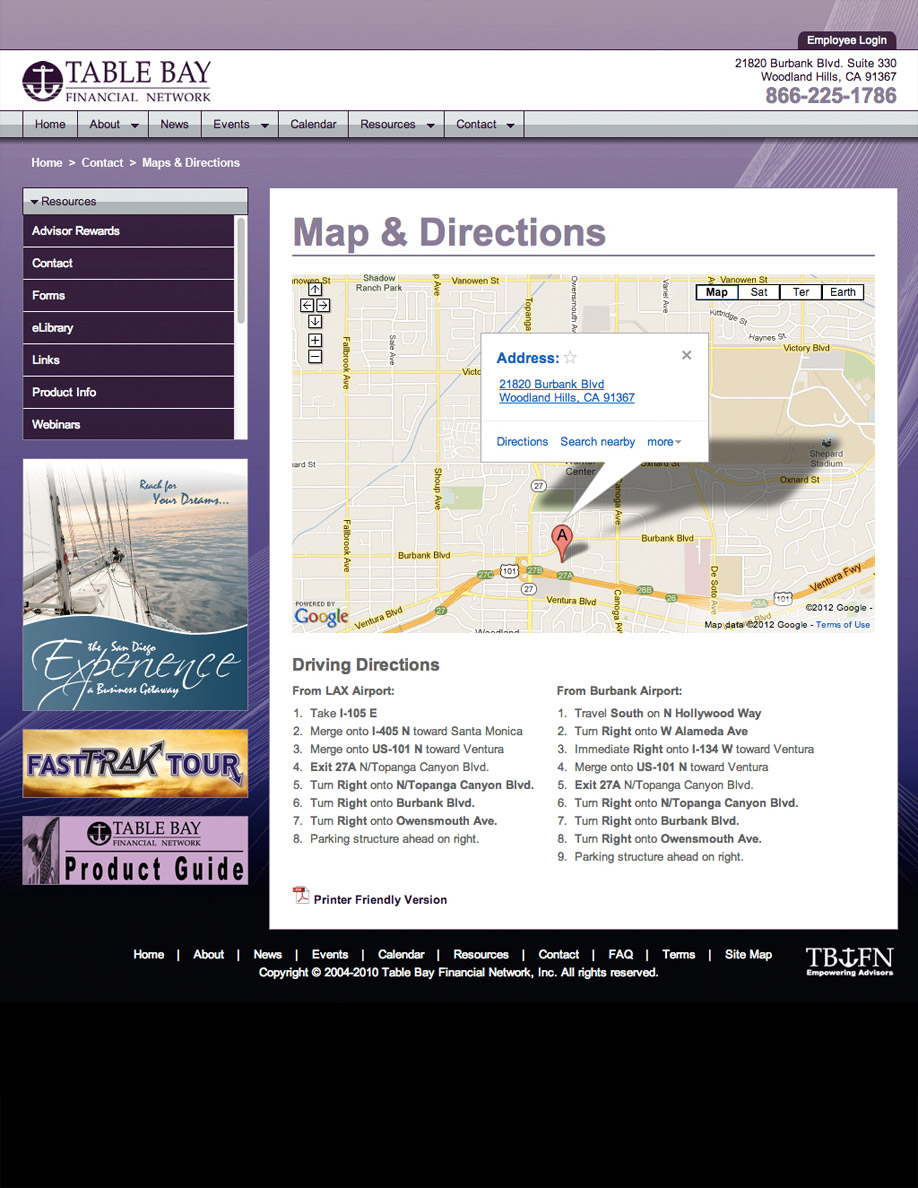 Employee Login
TABLE BAY
FINANCIAL NETWORK
21820 Burbank Blvd. Suite 330
Woodland Hills, CA 91367
866-225-1786
Home About News Events Calendar Resources Contact
Home > Contact > Maps & Directions
Resources
Advisor Rewards
Contact
Forms
eLibrary
Links
Product Info
Webinars
Reach for
Your Dreams...
the San Diego
Experience
a Business Getaway
FASTTRAK TOUR
TABLE BAY
FINANCIAL NETWORK
Product Guide
Map & Directions
Shadow
Ranch Park
Vanowen St
Vanowen St
Map Sat Ter Earth
Topanga
Owensmouth Av
Variel Ave
Kittridge St
Haynes St
Victory Blvd
Sale Ave
Fallbrook Ave
Address:
21820 Burbank Blvd
Woodland Hills, CA 91367
Directions Search nearby more
Center
Oxnard St
Shepard
Stadium
Oxnard St
Shoup Ave
27
Canoga Ave
Fallbrook Ave
A
Burbank Blvd
Burbank Blvd
De Soto Ave
27C 101 27B 27A 26B 26 26A 101
Ventura Fwy
27
27
Ventura Blvd
Ventura Blvd
Canoga Av
POWERED BY
Google
Woodland
©2012 Google -
Map data ©2012 Google - Terms of Use
Driving Directions
From LAX Airport:
1. Take I-105 E
2. Merge onto I-405 N toward Santa Monica
3. Merge onto US-101 N toward Ventura
4. Exit 27A N/Topanga Canyon Blvd.
5. Turn Right onto N/Topanga Canyon Blvd.
6. Turn Right onto Burbank Blvd.
7. Turn Right onto Owensmouth Ave.
8. Parking structure ahead on right.
From Burbank Airport:
1. Travel South on N Hollywood Way
2. Turn Right onto W Alameda Ave
3. Immediate Right onto I-134 W toward Ventura
4. Merge onto US-101 N toward Ventura
5. Exit 27A N/Topanga Canyon Blvd.
6. Turn Right onto N/Topanga Canyon Blvd.
7. Turn Right onto Burbank Blvd.
8. Turn Right onto Owensmouth Ave.
9. Parking structure ahead on right.
Printer Friendly Version
Home | About | News | Events | Calendar | Resources | Contact | FAQ | Terms | Site Map
Copyright © 2004-2010 Table Bay Financial Network, Inc. All rights reserved.
TBFN
Empowering Advisors